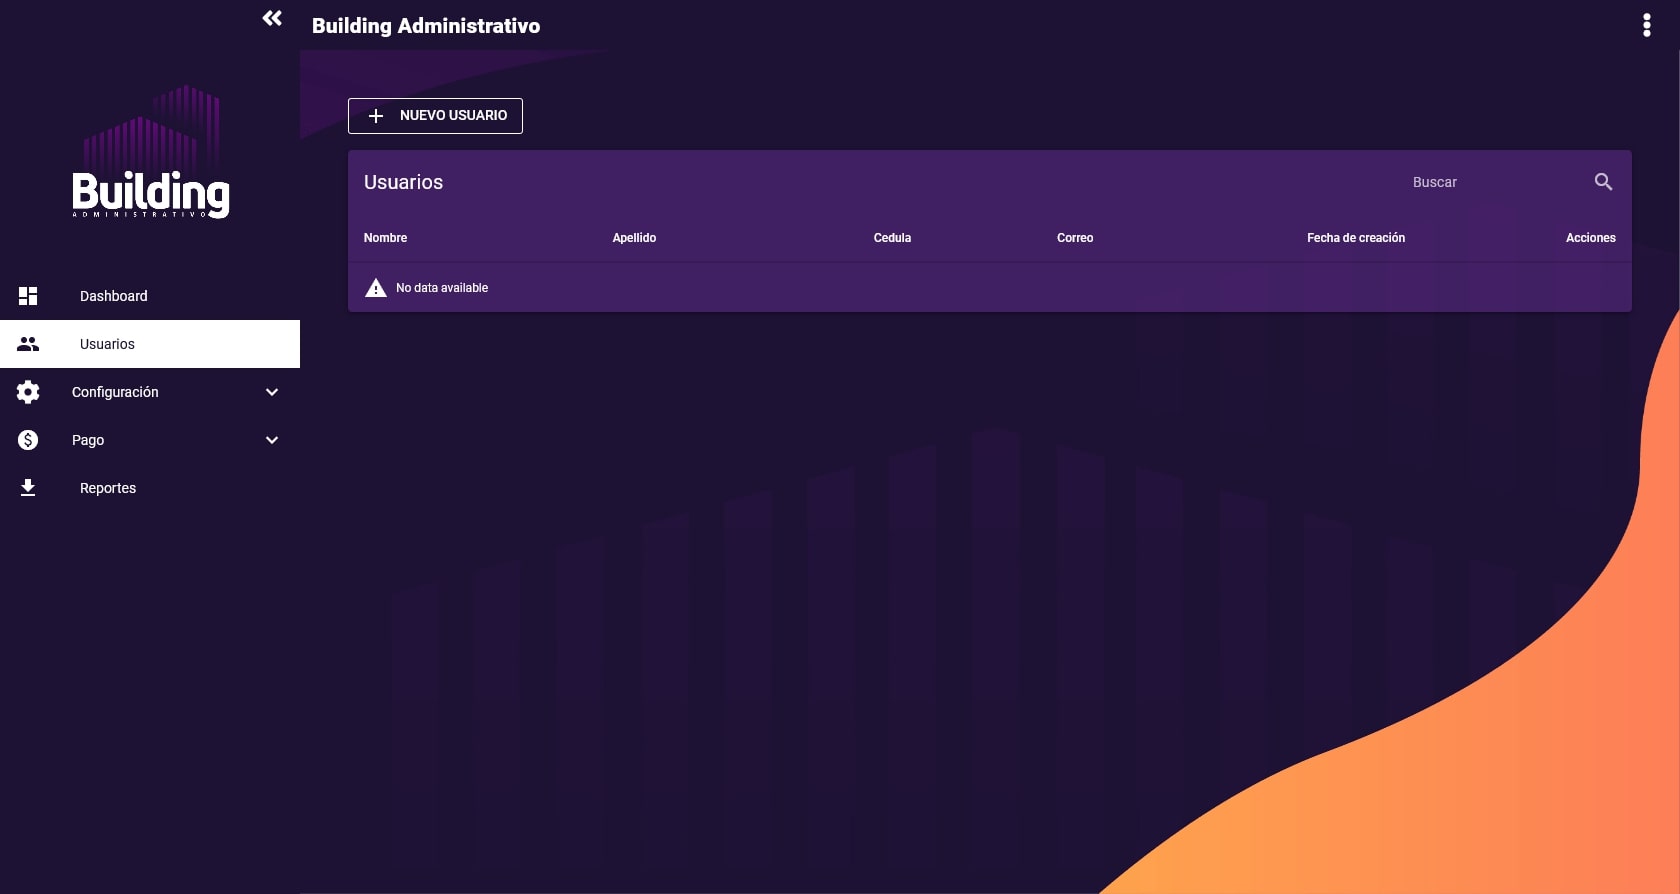 Building Administrativo
Building
ADMINISTRATIVO
Dashboard
Usuarios
Configuración
Pago
Reportes
NUEVO USUARIO
Usuarios
Buscar
Nombre Apellido Cedula Correo Fecha de creación Acciones
No data available